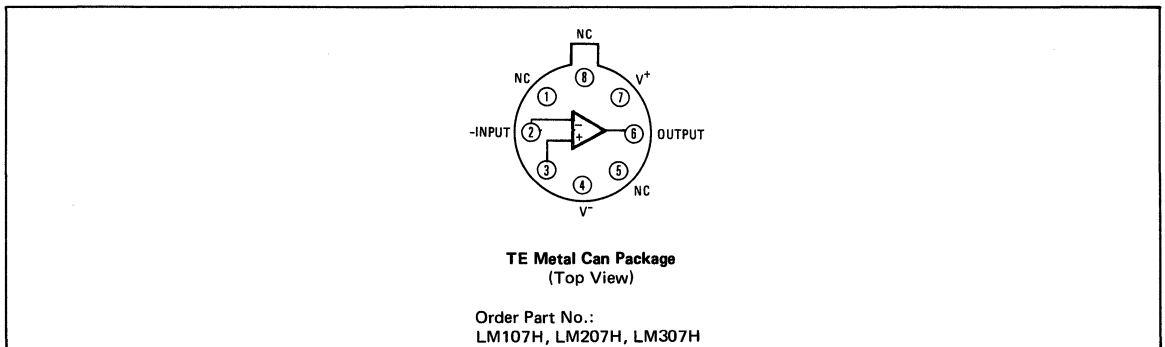 NC
NC
8
V+
1
7
-INPUT
2
-
+
6
OUTPUT
3
5
4
NC
V-
TE Metal Can Package
(Top View)
Order Part No.:
LM107H, LM207H, LM307H